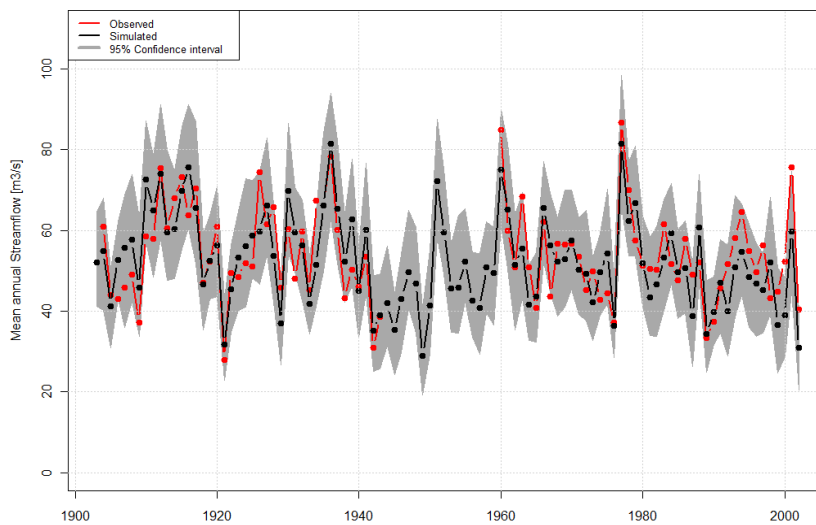 Observed
Simulated
95% Confidence interval
Mean annual Streamflow [m3/s]
100
80
60
40
20
0
1900 1920 1940 1960 1980 2000